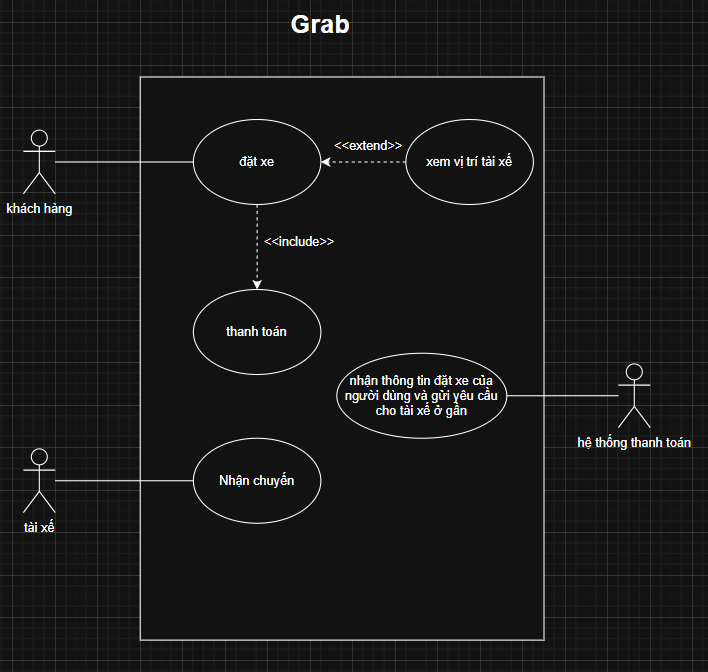 Grab
đặt xe
<<extend>>
xem vị trí tài xế
khách hàng
<<include>>
thanh toán
nhận thông tin đặt xe của
người dùng và gửi yêu cầu
cho tài xế ở gần
hệ thống thanh toán
Nhận chuyến
tài xế